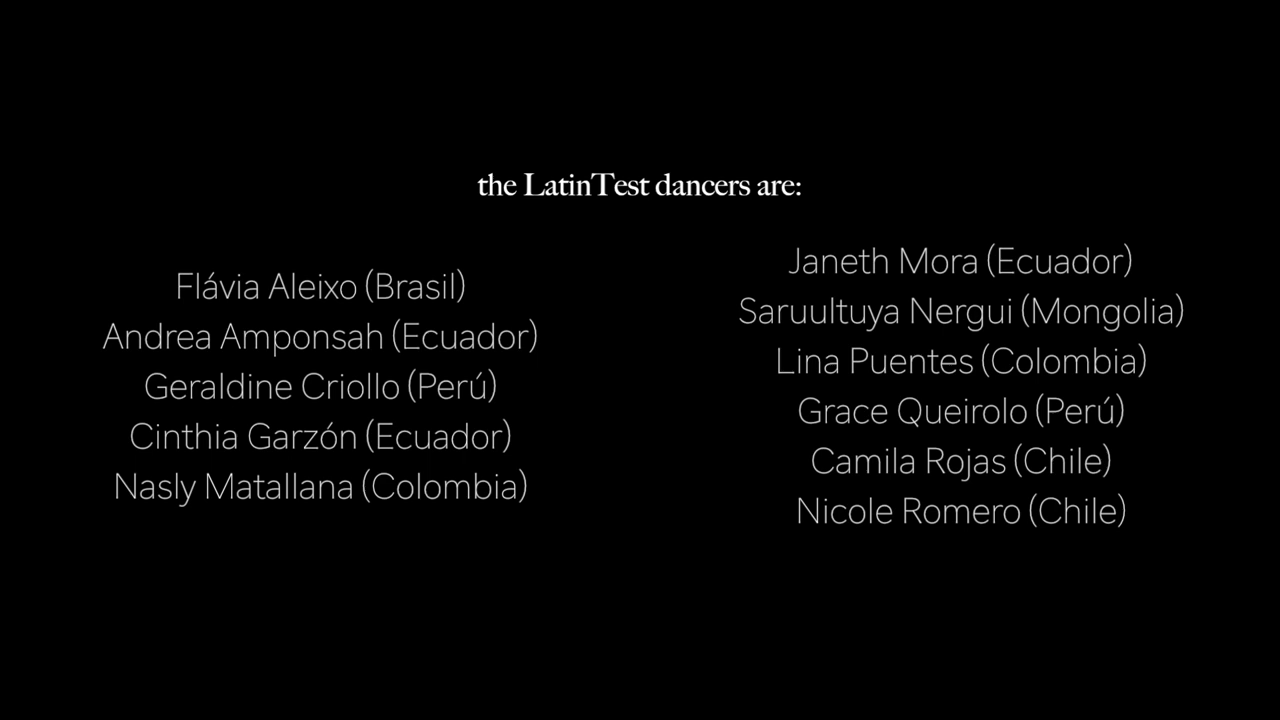 the LatinTest dancers are:
Flávia Aleixo (Brasil)
Andrea Amponsah (Ecuador)
Geraldine Criollo (Perú)
Cinthia Garzón (Ecuador)
Nasly Matallana (Colombia)
Janeth Mora (Ecuador)
Saruultuya Nergui (Mongolia)
Lina Puentes (Colombia)
Grace Queirolo (Perú)
Camila Rojas (Chile)
Nicole Romero (Chile)